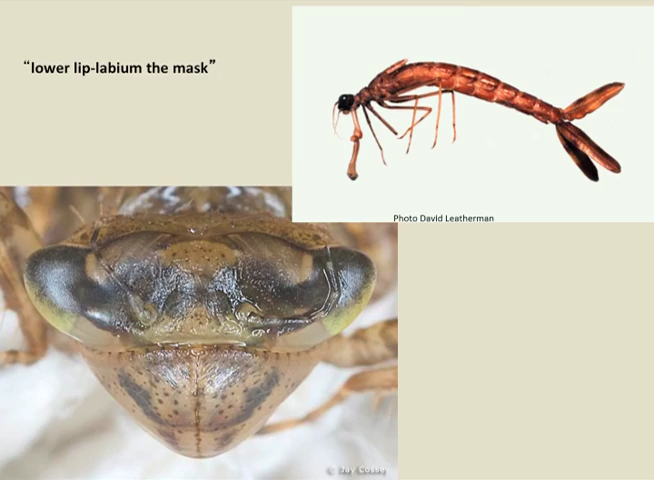 “lower lip-labium the mask”
Photo David Leatherman
© Jay Cossey